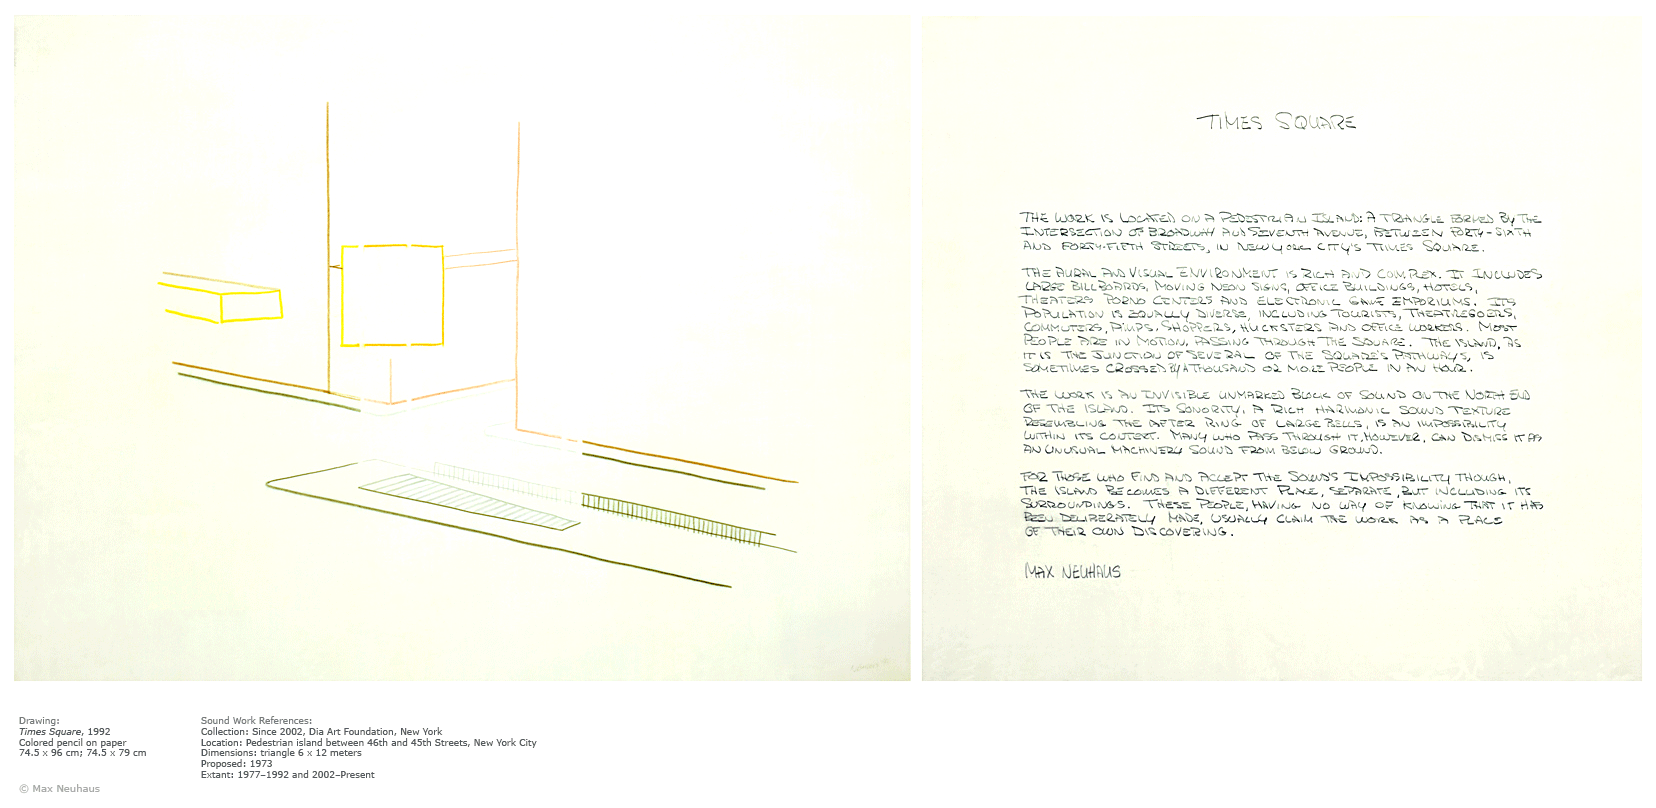 TIMES SQUARE
THE WORK IS LOCATED ON A PEDESTRIAN ISLAND: A TRIANGLE FORMED BY THE
INTERSECTION OF BROADWAY AND SEVENTH AVENUE, BETWEEN FORTY-SIXTH
AND FORTY-FIFTH STREETS, IN NEW YORK CITY'S TIMES SQUARE.
THE AURAL AND VISUAL ENVIRONMENT IS RICH AND COMPLEX. IT INCLUDES
LARGE BILLBOARDS, MOVING NEON SIGNS, OFFICE BUILDINGS, HOTELS,
THEATERS PORNO CENTERS AND ELECTRONIC GAME EMPORIUMS. ITS
POPULATION IS EQUALLY DIVERSE, INCLUDING TOURISTS, THEATREGOERS,
COMMUTERS, PIMPS, SHOPPERS, HUCKSTERS AND OFFICE WORKERS. MOST
PEOPLE ARE IN MOTION, PASSING THROUGH THE SQUARE. THE ISLAND, AS
IT IS THE JUNCTION OF SEVERAL OF THE SQUARE'S PATHWAYS, IS
SOMETIMES CROSSED BY A THOUSAND OR MORE PEOPLE IN AN HOUR.
THE WORK IS AN INVISIBLE UNMARKED BLOCK OF SOUND ON THE NORTH END
OF THE ISLAND. ITS SONORITY, A RICH HARMONIC SOUND TEXTURE
RESEMBLING THE AFTER RING OF LARGE BELLS, IS AN IMPOSSIBILITY
WITHIN ITS CONTEXT. MANY WHO PASS THROUGH IT, HOWEVER, CAN DISMISS IT AS
AN UNUSUAL MACHINERY SOUND FROM BELOW GROUND.
FOR THOSE WHO FIND AND ACCEPT THE SOUND'S IMPOSSIBILITY THOUGH,
THE ISLAND BECOMES A DIFFERENT PLACE, SEPARATE, BUT INCLUDING ITS
SURROUNDINGS. THESE PEOPLE, HAVING NO WAY OF KNOWING THAT IT HAS
BEEN DELIBERATELY MADE, USUALLY CLAIM THE WORK AS A PLACE
OF THEIR OWN DISCOVERING.
MAX NEUHAUS
Drawing:
Times Square, 1992
Colored pencil on paper
74.5 x 96 cm; 74.5 x 79 cm
© Max Neuhaus
Sound Work References:
Collection: Since 2002, Dia Art Foundation, New York
Location: Pedestrian island between 46th and 45th Streets, New York City
Dimensions: triangle 6 x 12 meters
Proposed: 1973
Extant: 1977–1992 and 2002–Present